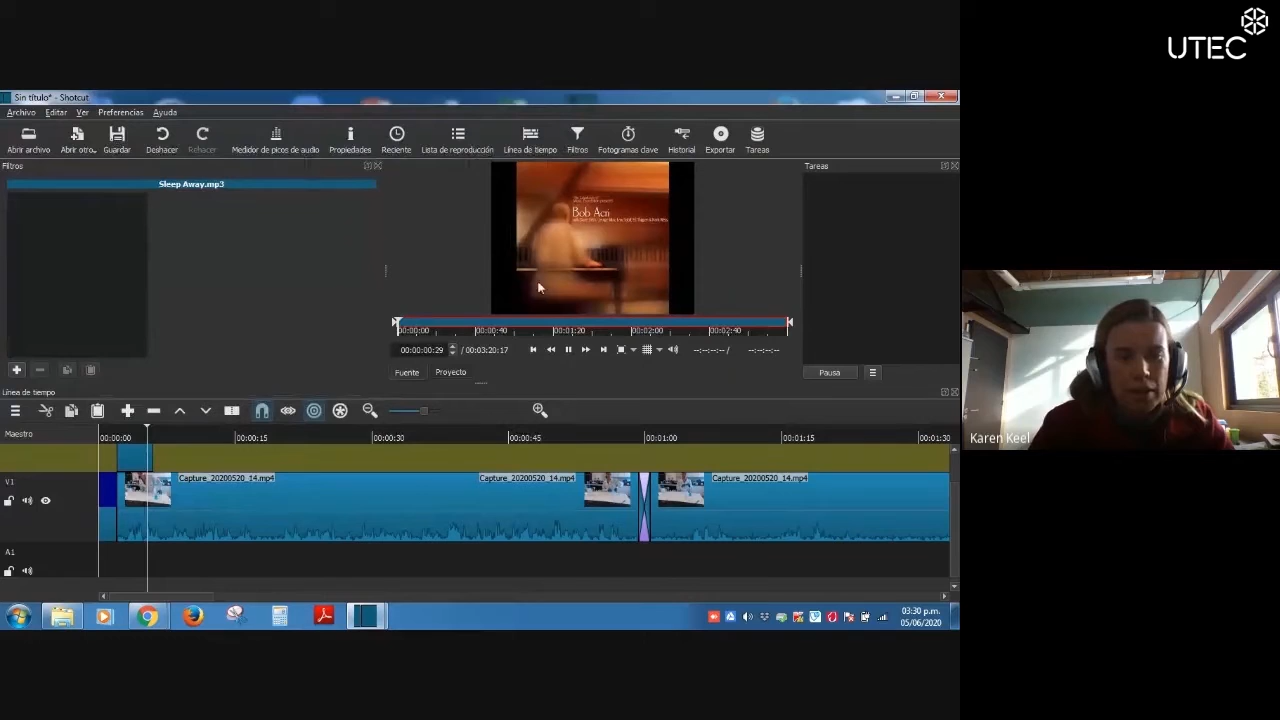 UTEC
Sin título* - Shotcut
Archivo Editar Ver Preferencias Ayuda
Abrir archivo Abrir otro... Guardar Deshacer Rehacer Medidor de picos de audio Propiedades Reciente Lista de reproducción Línea de tiempo Filtros Fotogramas clave Historial Exportar Tareas
Filtros
Tareas
Sleep Away.mp3
Bob Acri
00:00:00 00:00:40 00:01:20 00:02:00 00:02:40
00:00:00:29 / 00:03:20:17 --:--:--:-- / --:--:--:--
Fuente Proyecto
Pausa
Línea de tiempo
Maestro
00:00:00 00:00:15 00:00:30 00:00:45 00:01:00 00:01:15 00:01:30
V1
Capture_20200520_14.mp4 Capture_20200520_14.mp4 Capture_20200520_14.mp4
A1
Karen Keel
03:30 p.m.
05/06/2020